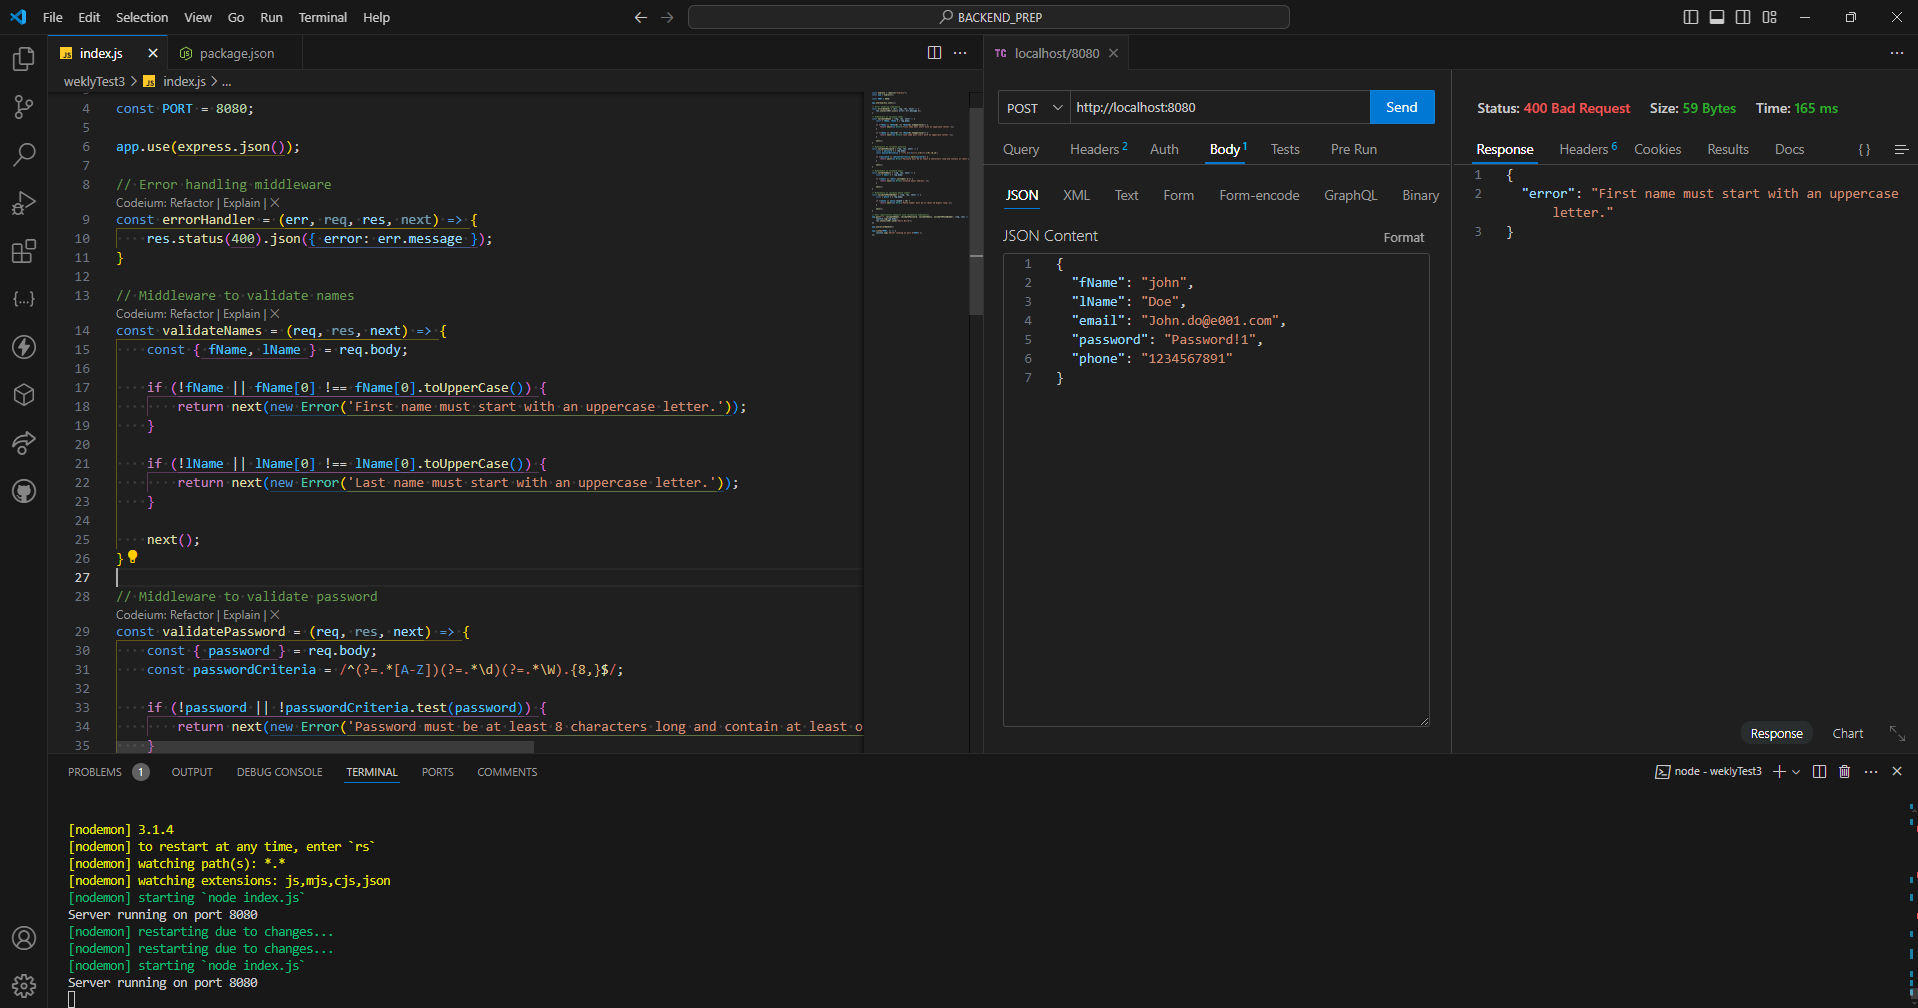 File Edit Selection View Go Run Terminal Help
BACKEND_PREP
index.js
package.json
weklyTest3 > index.js > ...
4 const PORT = 8080;
5
6 app.use(express.json());
7
8 // Error handling middleware
Codeium: Refactor | Explain | X
9 const errorHandler = (err, req, res, next) => {
10 res.status(400).json({ error: err.message });
11 }
12
13 // Middleware to validate names
Codeium: Refactor | Explain | X
14 const validateNames = (req, res, next) => {
15 const { fName, lName } = req.body;
16
17 if (!fName || fName[0] !== fName[0].toUpperCase()) {
18 return next(new Error('First name must start with an uppercase letter.'));
19 }
20
21 if (!lName || lName[0] !== lName[0].toUpperCase()) {
22 return next(new Error('Last name must start with an uppercase letter.'));
23 }
24
25 next();
26 }
27
28 // Middleware to validate password
Codeium: Refactor | Explain | X
29 const validatePassword = (req, res, next) => {
30 const { password } = req.body;
31 const passwordCriteria = /^(?=.*[A-Z])(?=.*\d)(?=.*\W).{8,}$/;
32
33 if (!password || !passwordCriteria.test(password)) {
34 return next(new Error('Password must be at least 8 characters long and contain at least o
35 }
TC localhost/8080
POST http://localhost:8080 Send
Query Headers 2 Auth Body 1 Tests Pre Run
JSON XML Text Form Form-encode GraphQL Binary
JSON Content Format
1 {
2 "fName": "john",
3 "lName": "Doe",
4 "email": "John.do@e001.com",
5 "password": "Password!1",
6 "phone": "1234567891"
7 }
Status: 400 Bad Request Size: 59 Bytes Time: 165 ms
Response Headers 6 Cookies Results Docs {}
1 {
2 "error": "First name must start with an uppercase
letter."
3 }
Response Chart
PROBLEMS 1 OUTPUT DEBUG CONSOLE TERMINAL PORTS COMMENTS
node - weklyTest3
[nodemon] 3.1.4
[nodemon] to restart at any time, enter `rs`
[nodemon] watching path(s): *.*
[nodemon] watching extensions: js,mjs,cjs,json
[nodemon] starting `node index.js`
Server running on port 8080
[nodemon] restarting due to changes...
[nodemon] restarting due to changes...
[nodemon] starting `node index.js`
Server running on port 8080